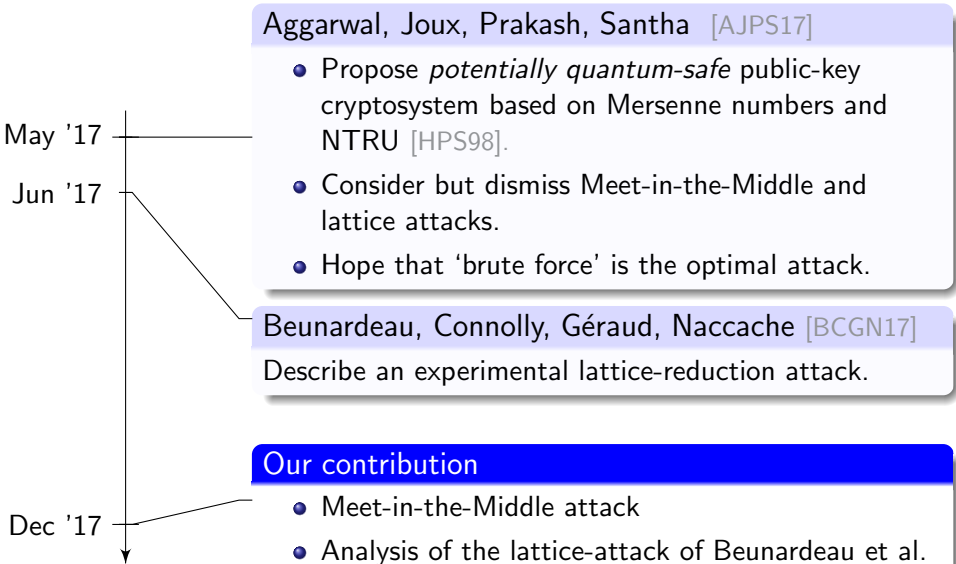 Aggarwal, Joux, Prakash, Santha [AJPS17]
• Propose potentially quantum-safe public-key
cryptosystem based on Mersenne numbers and
NTRU [HPS98].
• Consider but dismiss Meet-in-the-Middle and
lattice attacks.
• Hope that ‘brute force’ is the optimal attack.
May '17
Jun '17
Beunardeau, Connolly, Géraud, Naccache [BCGN17]
Describe an experimental lattice-reduction attack.
Our contribution
• Meet-in-the-Middle attack
Dec '17
• Analysis of the lattice-attack of Beunardeau et al.